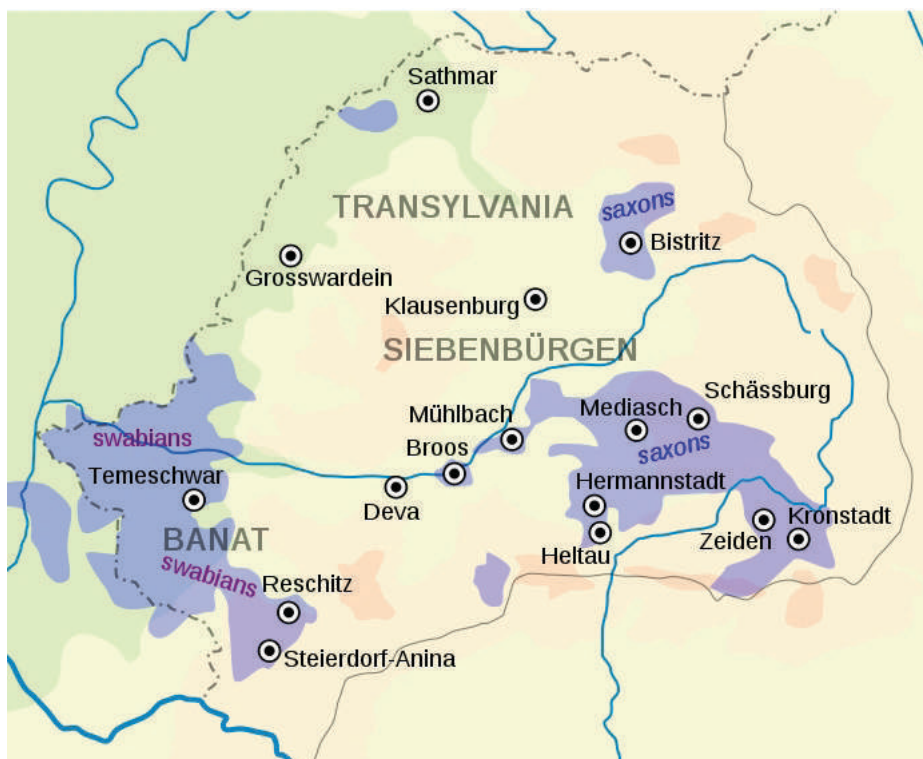 Sathmar
TRANSYLVANIA
saxons
Bistritz
Grosswardein
Klausenburg
SIEBENBÜRGEN
Mühlbach
Mediasch
Schässburg
swabians
Broos
saxons
Temeschwar
Deva
Hermannstadt
BANAT
Heltau
Zeiden
Kronstadt
swabians
Reschitz
Steierdorf-Anina